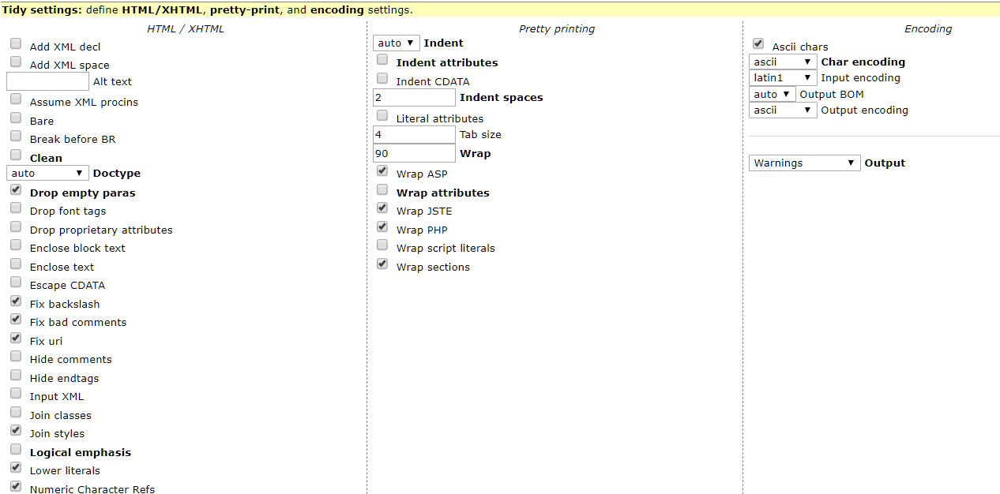 Tidy settings: define HTML/XHTML, pretty-print, and encoding settings.
HTML / XHTML
Add XML decl
Add XML space
Alt text
Assume XML procins
Bare
Break before BR
Clean
auto Doctype
Drop empty paras
Drop font tags
Drop proprietary attributes
Enclose block text
Enclose text
Escape CDATA
Fix backslash
Fix bad comments
Fix uri
Hide comments
Hide endtags
Input XML
Join classes
Join styles
Logical emphasis
Lower literals
Numeric Character Refs
Pretty printing
auto Indent
Indent attributes
Indent CDATA
2 Indent spaces
Literal attributes
4 Tab size
90 Wrap
Wrap ASP
Wrap attributes
Wrap JSTE
Wrap PHP
Wrap script literals
Wrap sections
Encoding
Ascii chars
ascii Char encoding
latin1 Input encoding
auto Output BOM
ascii Output encoding
Warnings Output